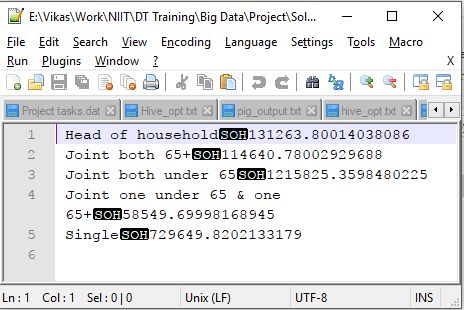 E:\Vikas\Work\NIIT\DT Training\Big Data\Project\Sol...
File Edit Search View Encoding Language Settings Tools Macro
Run Plugins Window ? X
Project tasks.dat Hive_opt.txt pig_output.txt hive_opt.txt
1 Head of householdSOH131263.80014038086
2 Joint both 65+SOH114640.78002929688
3 Joint both under 65SOH1215825.3598480225
4 Joint one under 65 & one
65+SOH58549.69998168945
5 SingleSOH729649.8202133179
6
Ln : 1 Col : 1 Sel : 0 | 0 Unix (LF) UTF-8 INS